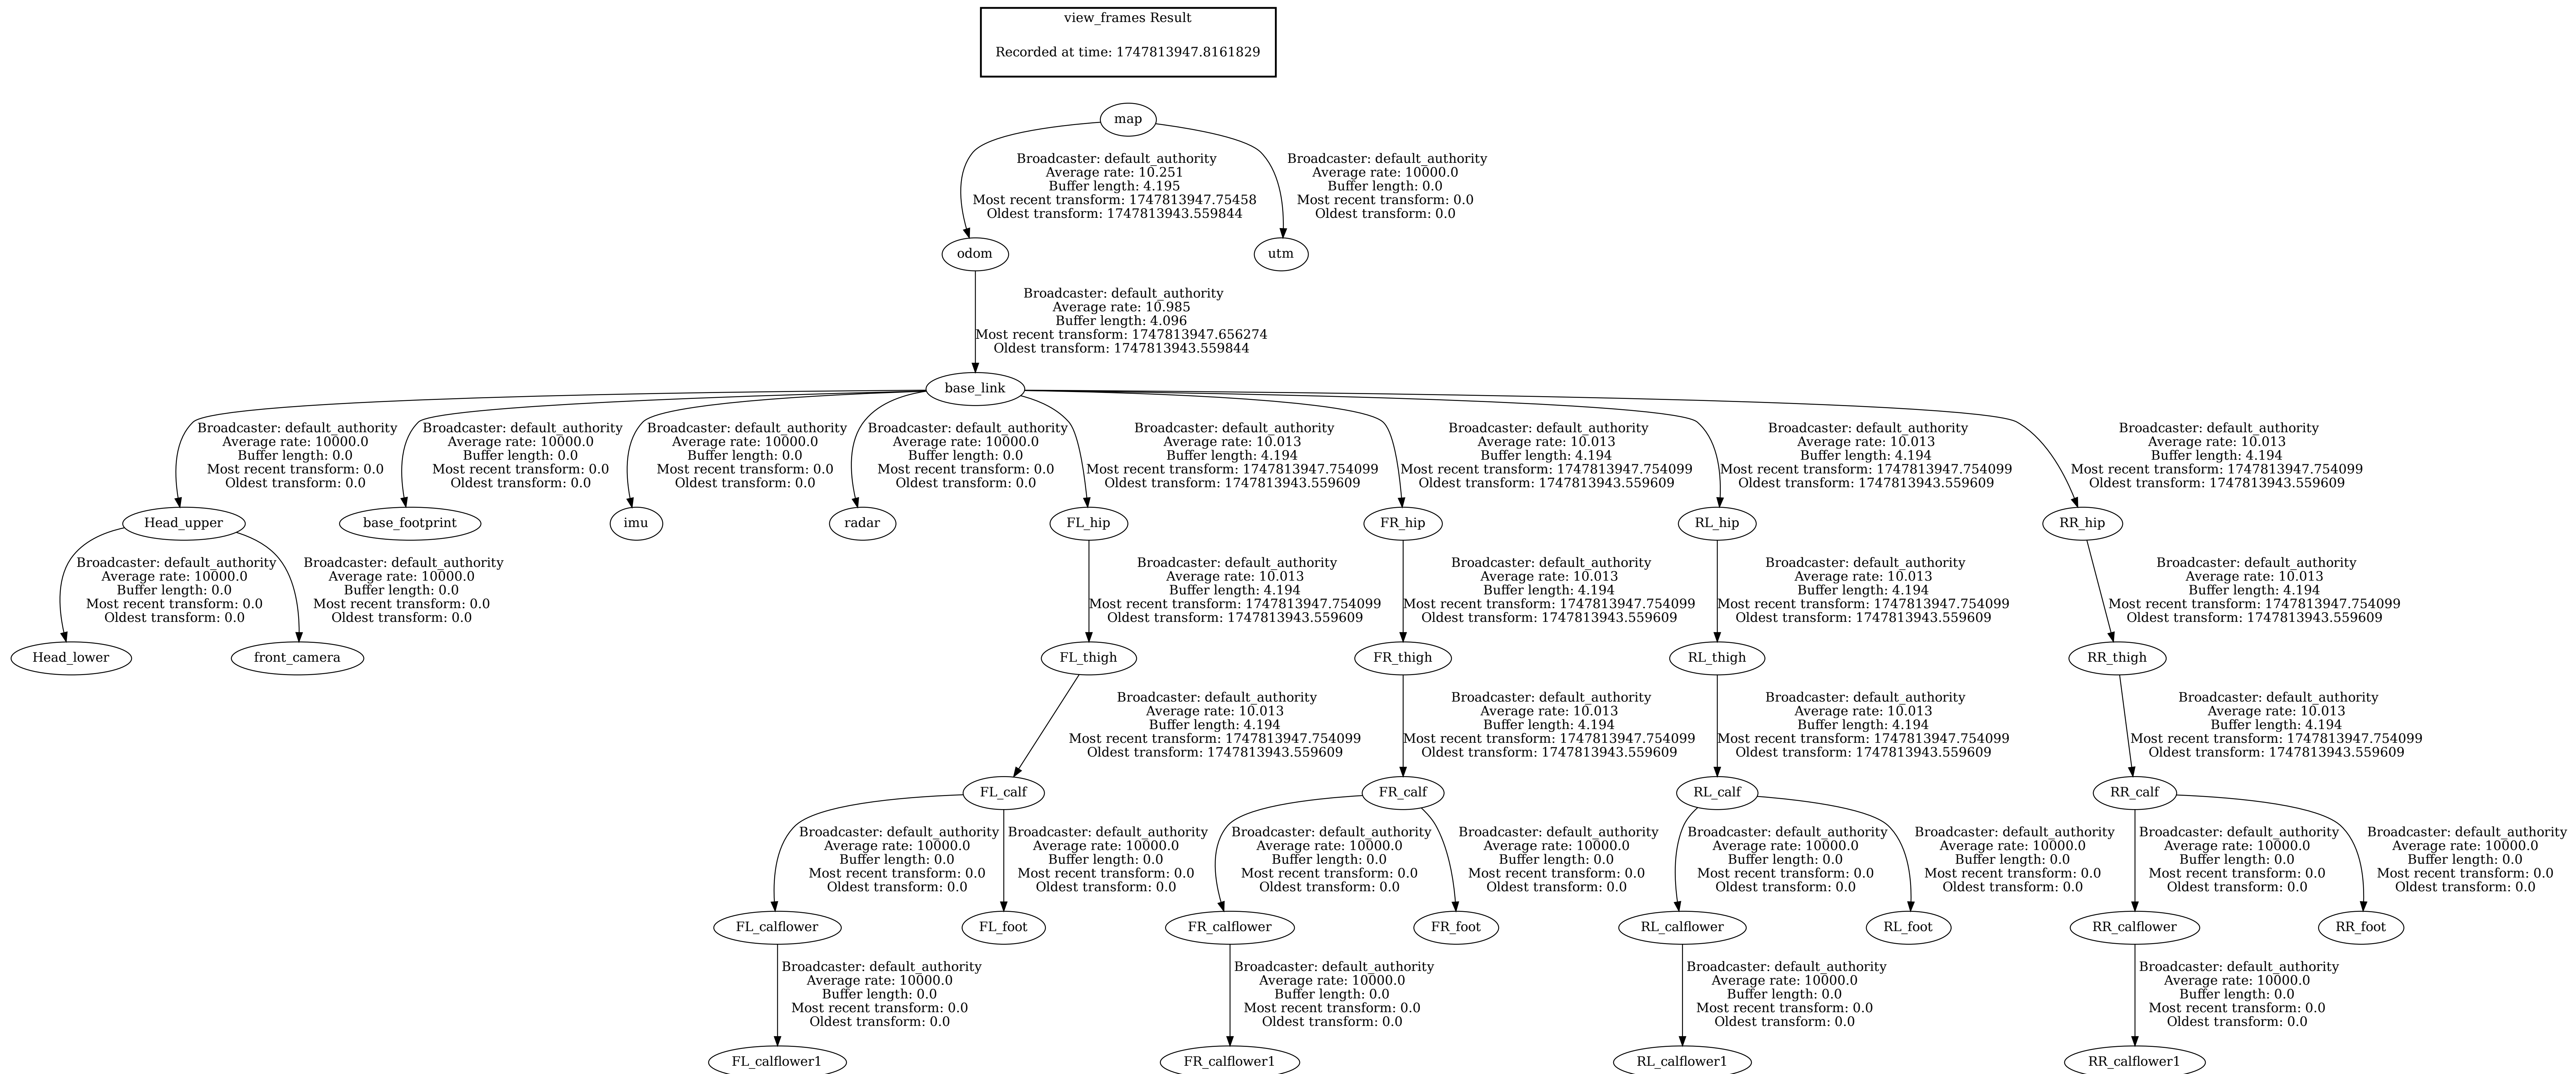 view_frames Result
Recorded at time: 1747813947.8161829
map
Broadcaster: default_authority
Average rate: 10.251
Buffer length: 4.195
Most recent transform: 1747813947.75458
Oldest transform: 1747813943.559844
Broadcaster: default_authority
Average rate: 10000.0
Buffer length: 0.0
Most recent transform: 0.0
Oldest transform: 0.0
odom
utm
Broadcaster: default_authority
Average rate: 10.985
Buffer length: 4.096
Most recent transform: 1747813947.656274
Oldest transform: 1747813943.559844
base_link
Broadcaster: default_authority
Average rate: 10000.0
Buffer length: 0.0
Most recent transform: 0.0
Oldest transform: 0.0
Broadcaster: default_authority
Average rate: 10000.0
Buffer length: 0.0
Most recent transform: 0.0
Oldest transform: 0.0
Broadcaster: default_authority
Average rate: 10000.0
Buffer length: 0.0
Most recent transform: 0.0
Oldest transform: 0.0
Broadcaster: default_authority
Average rate: 10000.0
Buffer length: 0.0
Most recent transform: 0.0
Oldest transform: 0.0
Broadcaster: default_authority
Average rate: 10.013
Buffer length: 4.194
Most recent transform: 1747813947.754099
Oldest transform: 1747813943.559609
Broadcaster: default_authority
Average rate: 10.013
Buffer length: 4.194
Most recent transform: 1747813947.754099
Oldest transform: 1747813943.559609
Broadcaster: default_authority
Average rate: 10.013
Buffer length: 4.194
Most recent transform: 1747813947.754099
Oldest transform: 1747813943.559609
Broadcaster: default_authority
Average rate: 10.013
Buffer length: 4.194
Most recent transform: 1747813947.754099
Oldest transform: 1747813943.559609
Head_upper
base_footprint
imu
radar
FL_hip
FR_hip
RL_hip
RR_hip
Broadcaster: default_authority
Average rate: 10000.0
Buffer length: 0.0
Most recent transform: 0.0
Oldest transform: 0.0
Broadcaster: default_authority
Average rate: 10000.0
Buffer length: 0.0
Most recent transform: 0.0
Oldest transform: 0.0
Broadcaster: default_authority
Average rate: 10.013
Buffer length: 4.194
Most recent transform: 1747813947.754099
Oldest transform: 1747813943.559609
Broadcaster: default_authority
Average rate: 10.013
Buffer length: 4.194
Most recent transform: 1747813947.754099
Oldest transform: 1747813943.559609
Broadcaster: default_authority
Average rate: 10.013
Buffer length: 4.194
Most recent transform: 1747813947.754099
Oldest transform: 1747813943.559609
Broadcaster: default_authority
Average rate: 10.013
Buffer length: 4.194
Most recent transform: 1747813947.754099
Oldest transform: 1747813943.559609
Head_lower
front_camera
FL_thigh
FR_thigh
RL_thigh
RR_thigh
Broadcaster: default_authority
Average rate: 10.013
Buffer length: 4.194
Most recent transform: 1747813947.754099
Oldest transform: 1747813943.559609
Broadcaster: default_authority
Average rate: 10.013
Buffer length: 4.194
Most recent transform: 1747813947.754099
Oldest transform: 1747813943.559609
Broadcaster: default_authority
Average rate: 10.013
Buffer length: 4.194
Most recent transform: 1747813947.754099
Oldest transform: 1747813943.559609
Broadcaster: default_authority
Average rate: 10.013
Buffer length: 4.194
Most recent transform: 1747813947.754099
Oldest transform: 1747813943.559609
FL_calf
FR_calf
RL_calf
RR_calf
Broadcaster: default_authority
Average rate: 10000.0
Buffer length: 0.0
Most recent transform: 0.0
Oldest transform: 0.0
Broadcaster: default_authority
Average rate: 10000.0
Buffer length: 0.0
Most recent transform: 0.0
Oldest transform: 0.0
Broadcaster: default_authority
Average rate: 10000.0
Buffer length: 0.0
Most recent transform: 0.0
Oldest transform: 0.0
Broadcaster: default_authority
Average rate: 10000.0
Buffer length: 0.0
Most recent transform: 0.0
Oldest transform: 0.0
Broadcaster: default_authority
Average rate: 10000.0
Buffer length: 0.0
Most recent transform: 0.0
Oldest transform: 0.0
Broadcaster: default_authority
Average rate: 10000.0
Buffer length: 0.0
Most recent transform: 0.0
Oldest transform: 0.0
Broadcaster: default_authority
Average rate: 10000.0
Buffer length: 0.0
Most recent transform: 0.0
Oldest transform: 0.0
Broadcaster: default_authority
Average rate: 10000.0
Buffer length: 0.0
Most recent transform: 0.0
Oldest transform: 0.0
FL_calflower
FL_foot
FR_calflower
FR_foot
RL_calflower
RL_foot
RR_calflower
RR_foot
Broadcaster: default_authority
Average rate: 10000.0
Buffer length: 0.0
Most recent transform: 0.0
Oldest transform: 0.0
Broadcaster: default_authority
Average rate: 10000.0
Buffer length: 0.0
Most recent transform: 0.0
Oldest transform: 0.0
Broadcaster: default_authority
Average rate: 10000.0
Buffer length: 0.0
Most recent transform: 0.0
Oldest transform: 0.0
Broadcaster: default_authority
Average rate: 10000.0
Buffer length: 0.0
Most recent transform: 0.0
Oldest transform: 0.0
FL_calflower1
FR_calflower1
RL_calflower1
RR_calflower1